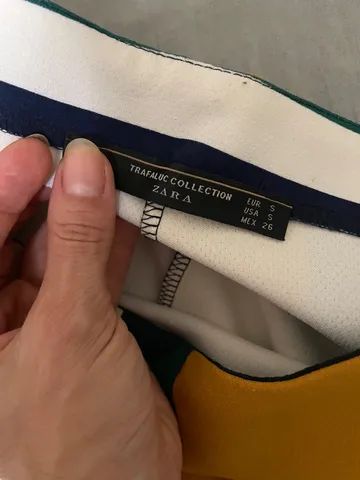 TRAFALUC COLLECTION
ZARA
EUR S
USA S
MEX 26